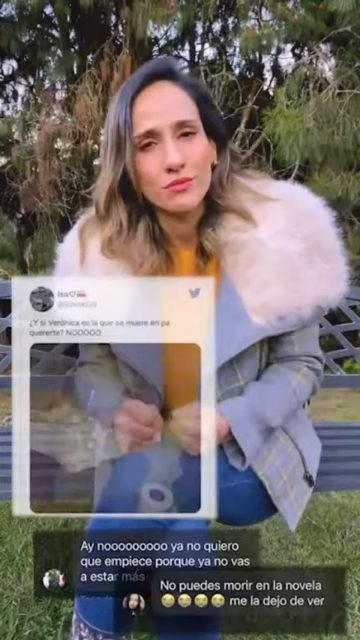 ¿Y si Verónica es la que se muere en pa
quererte? NOOOOO
Ay nooooooooo ya no quiero
que empiece porque ya no vas
a estar más
No puedes morir en la novela
😭😭😭😭 me la dejo de ver